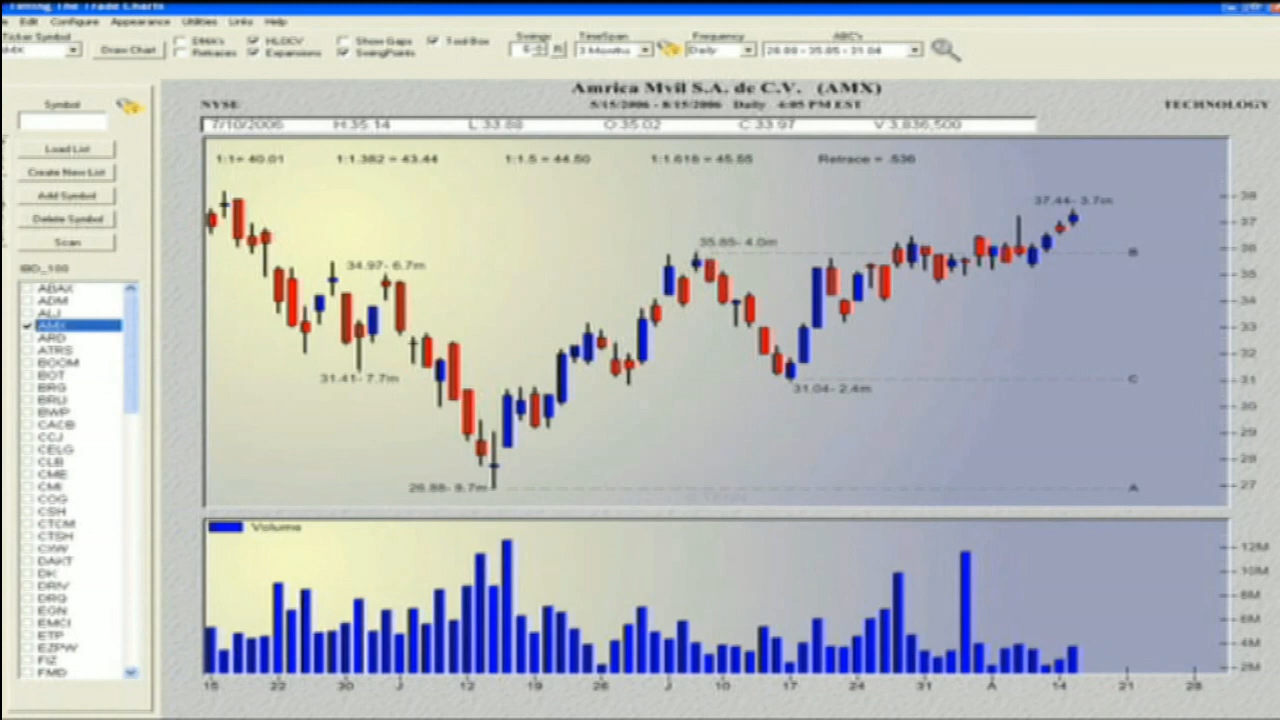 Timing The Trade Charts
Edit Configure Appearance Utilities Links Help
Ticker Symbol
AMX
Draw Chart
EMA's HLOCV Show Gaps Tool Box
Retraces Expansions SwingPoints
Swings TimeSpan Frequency ABC's
6 R 3 Months Daily 26.88 - 35.85 - 31.04
Amrica Mvil S.A. de C.V. (AMX)
NYSE 5/15/2006 - 8/15/2006 Daily 4:05 PM EST TECHNOLOGY
7/10/2006 H:35.14 L:33.88 O:35.02 C:33.97 V:3,836,500
1:1= 40.01 1:1.382 = 43.44 1:1.5 = 44.50 1:1.618 = 45.55 Retrace = .536
Symbol
Load List
Create New List
Add Symbol
Delete Symbol
Scan
IBD_100
ABAX
ADM
ALJ
AMX
ARD
ATRS
BOOM
BOT
BRG
BRLI
BWP
CACB
CCJ
CELG
CLB
CME
CMI
COG
CSH
CTCM
CTSH
CXW
DAKT
DK
DRIV
DRQ
EGN
EMCI
ETP
EZPW
FIZ
FMD
37.44- 3.7m
35.85- 4.0m
B
34.97- 6.7m
31.41- 7.7m
C
31.04- 2.4m
26.88- 9.7m
A
38
37
36
35
34
33
32
31
30
29
28
27
Volume
12M
10M
8M
6M
4M
2M
15 22 30 J 12 19 26 J 10 17 24 31 A 14 21 28